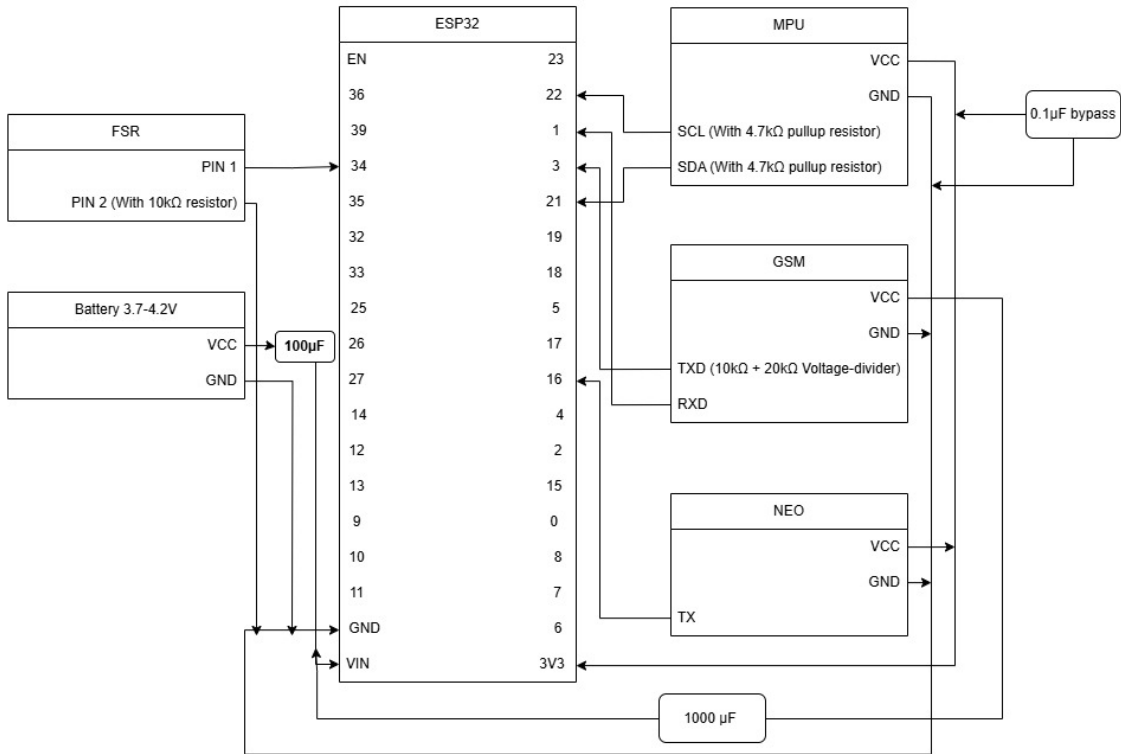 FSR
PIN 1
PIN 2 (With 10kΩ resistor)
Battery 3.7-4.2V
VCC
GND
100µF
ESP32
EN
36
39
34
35
32
33
25
26
27
14
12
13
9
10
11
GND
VIN
23
22
1
3
21
19
18
5
17
16
4
2
15
0
8
7
6
3V3
MPU
VCC
GND
SCL (With 4.7kΩ pullup resistor)
SDA (With 4.7kΩ pullup resistor)
0.1µF bypass
GSM
VCC
GND
TXD (10kΩ + 20kΩ Voltage-divider)
RXD
NEO
VCC
GND
TX
1000 µF